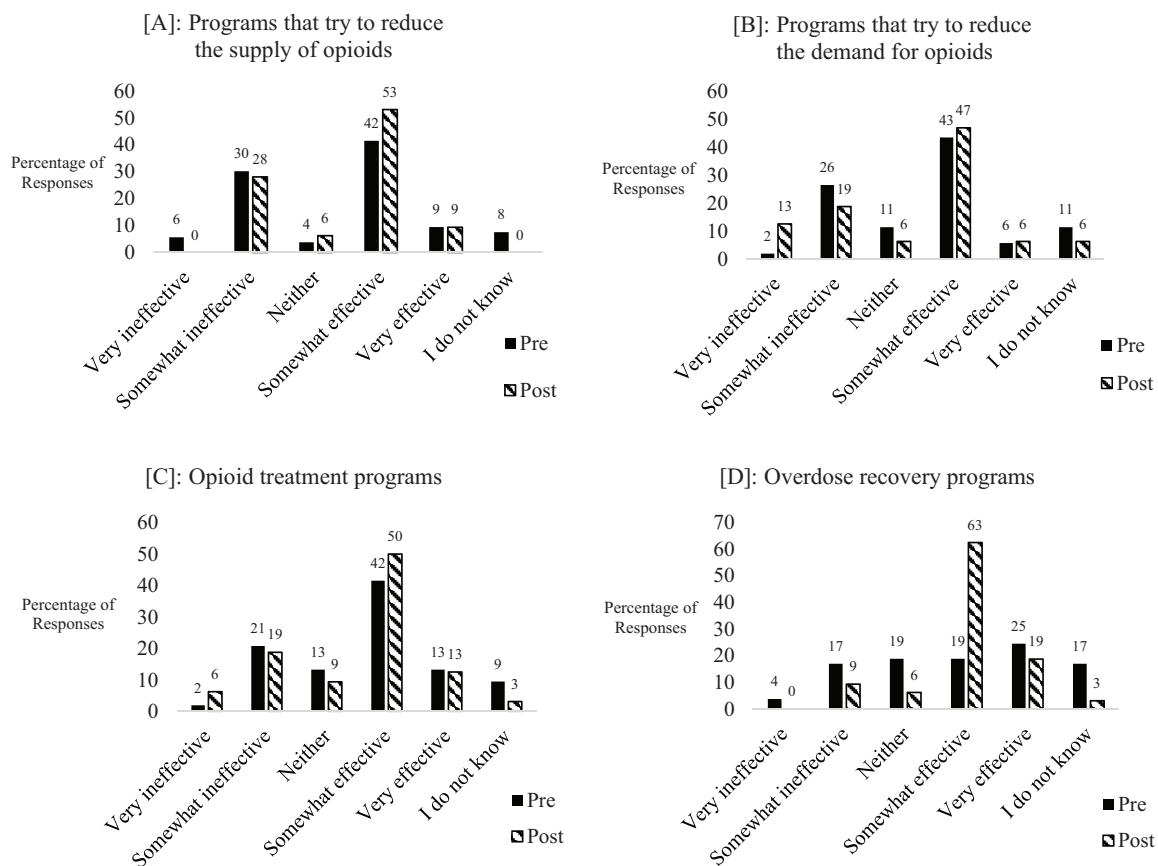 [A]: Programs that try to reduce
the supply of opioids
60
50
40
30
20
10
0
Percentage of
Responses
6
0
30
28
4
6
42
53
9
9
8
0
Very ineffective
Somewhat ineffective
Neither
Somewhat effective
Very effective
I do not know
Pre
Post
[B]: Programs that try to reduce
the demand for opioids
60
50
40
30
20
10
0
Percentage of
Responses
2
13
26
19
11
6
43
47
6
6
11
6
Very ineffective
Somewhat ineffective
Neither
Somewhat effective
Very effective
I do not know
Pre
Post
[C]: Opioid treatment programs
60
50
40
30
20
10
0
Percentage of
Responses
2
6
21
19
13
9
42
50
13
13
9
3
Very ineffective
Somewhat ineffective
Neither
Somewhat effective
Very effective
I do not know
Pre
Post
[D]: Overdose recovery programs
70
60
50
40
30
20
10
0
Percentage of
Responses
4
0
17
9
19
6
19
63
25
19
17
3
Very ineffective
Somewhat ineffective
Neither
Somewhat effective
Very effective
I do not know
Pre
Post